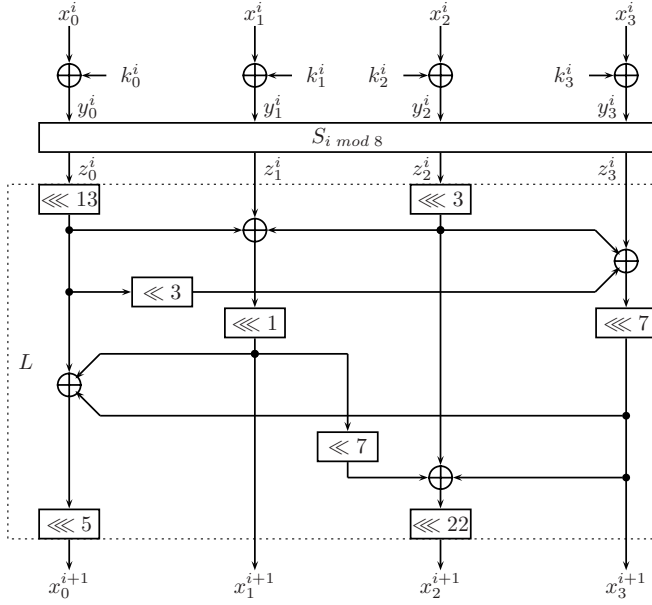 x_0^i x_1^i x_2^i x_3^i
k_0^i k_1^i k_2^i k_3^i
y_0^i y_1^i y_2^i y_3^i
S_{i mod 8}
z_0^i z_1^i z_2^i z_3^i
⋘ 13 ⋘ 3
≪ 3
⋘ 1 ⋘ 7
L
≪ 7
⋘ 5 ⋘ 22
x_0^{i+1} x_1^{i+1} x_2^{i+1} x_3^{i+1}